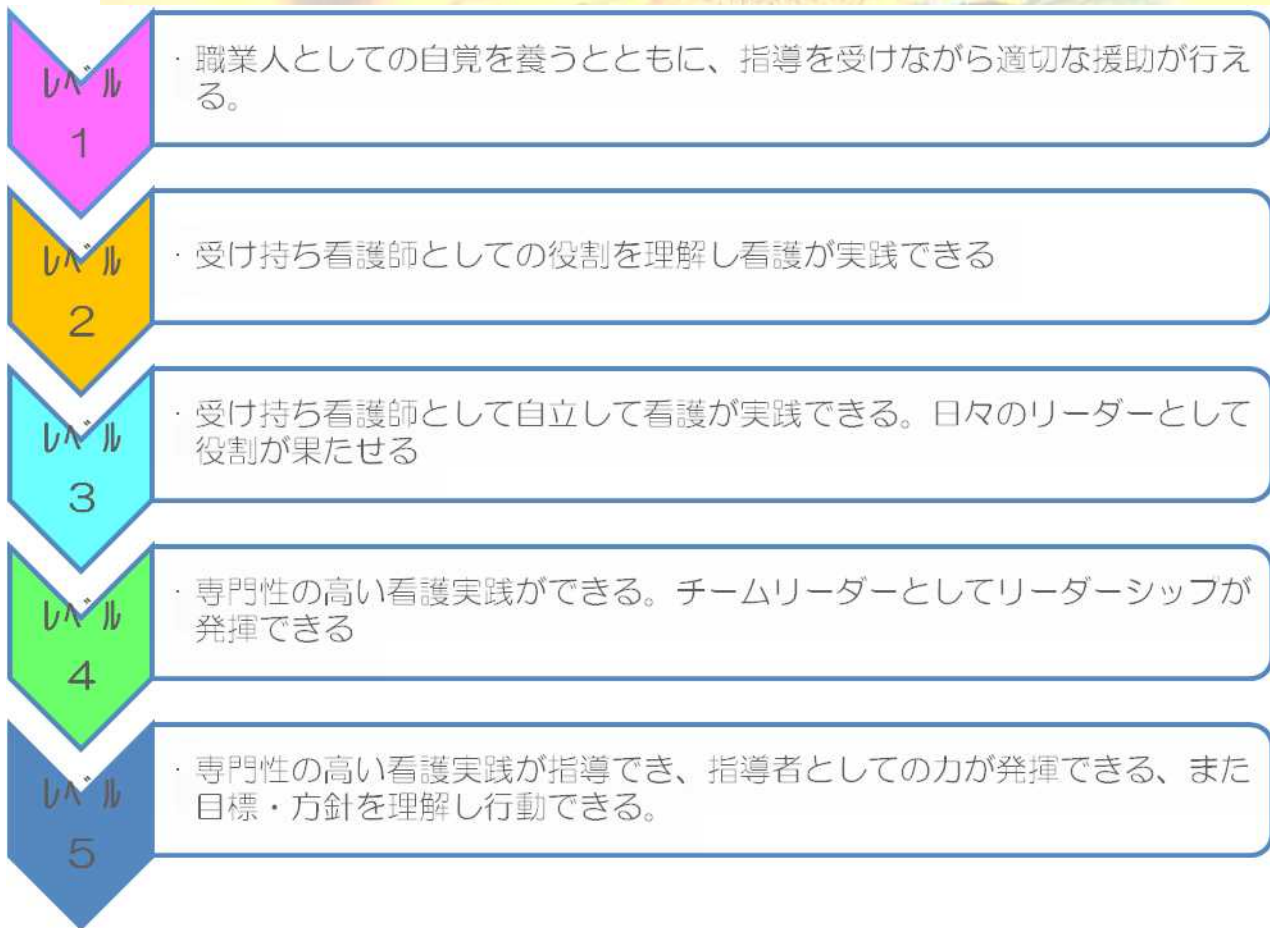 レベル
1
・職業人としての自覚を養うとともに、指導を受けながら適切な援助が行え
る。
レベル
2
・受け持ち看護師としての役割を理解し看護が実践できる
レベル
3
・受け持ち看護師として自立して看護が実践できる。日々のリーダーとして
役割が果たせる
レベル
4
・専門性の高い看護実践ができる。チームリーダーとしてリーダーシップが
発揮できる
レベル
5
・専門性の高い看護実践が指導でき、指導者としての力が発揮できる、また
目標・方針を理解し行動できる。